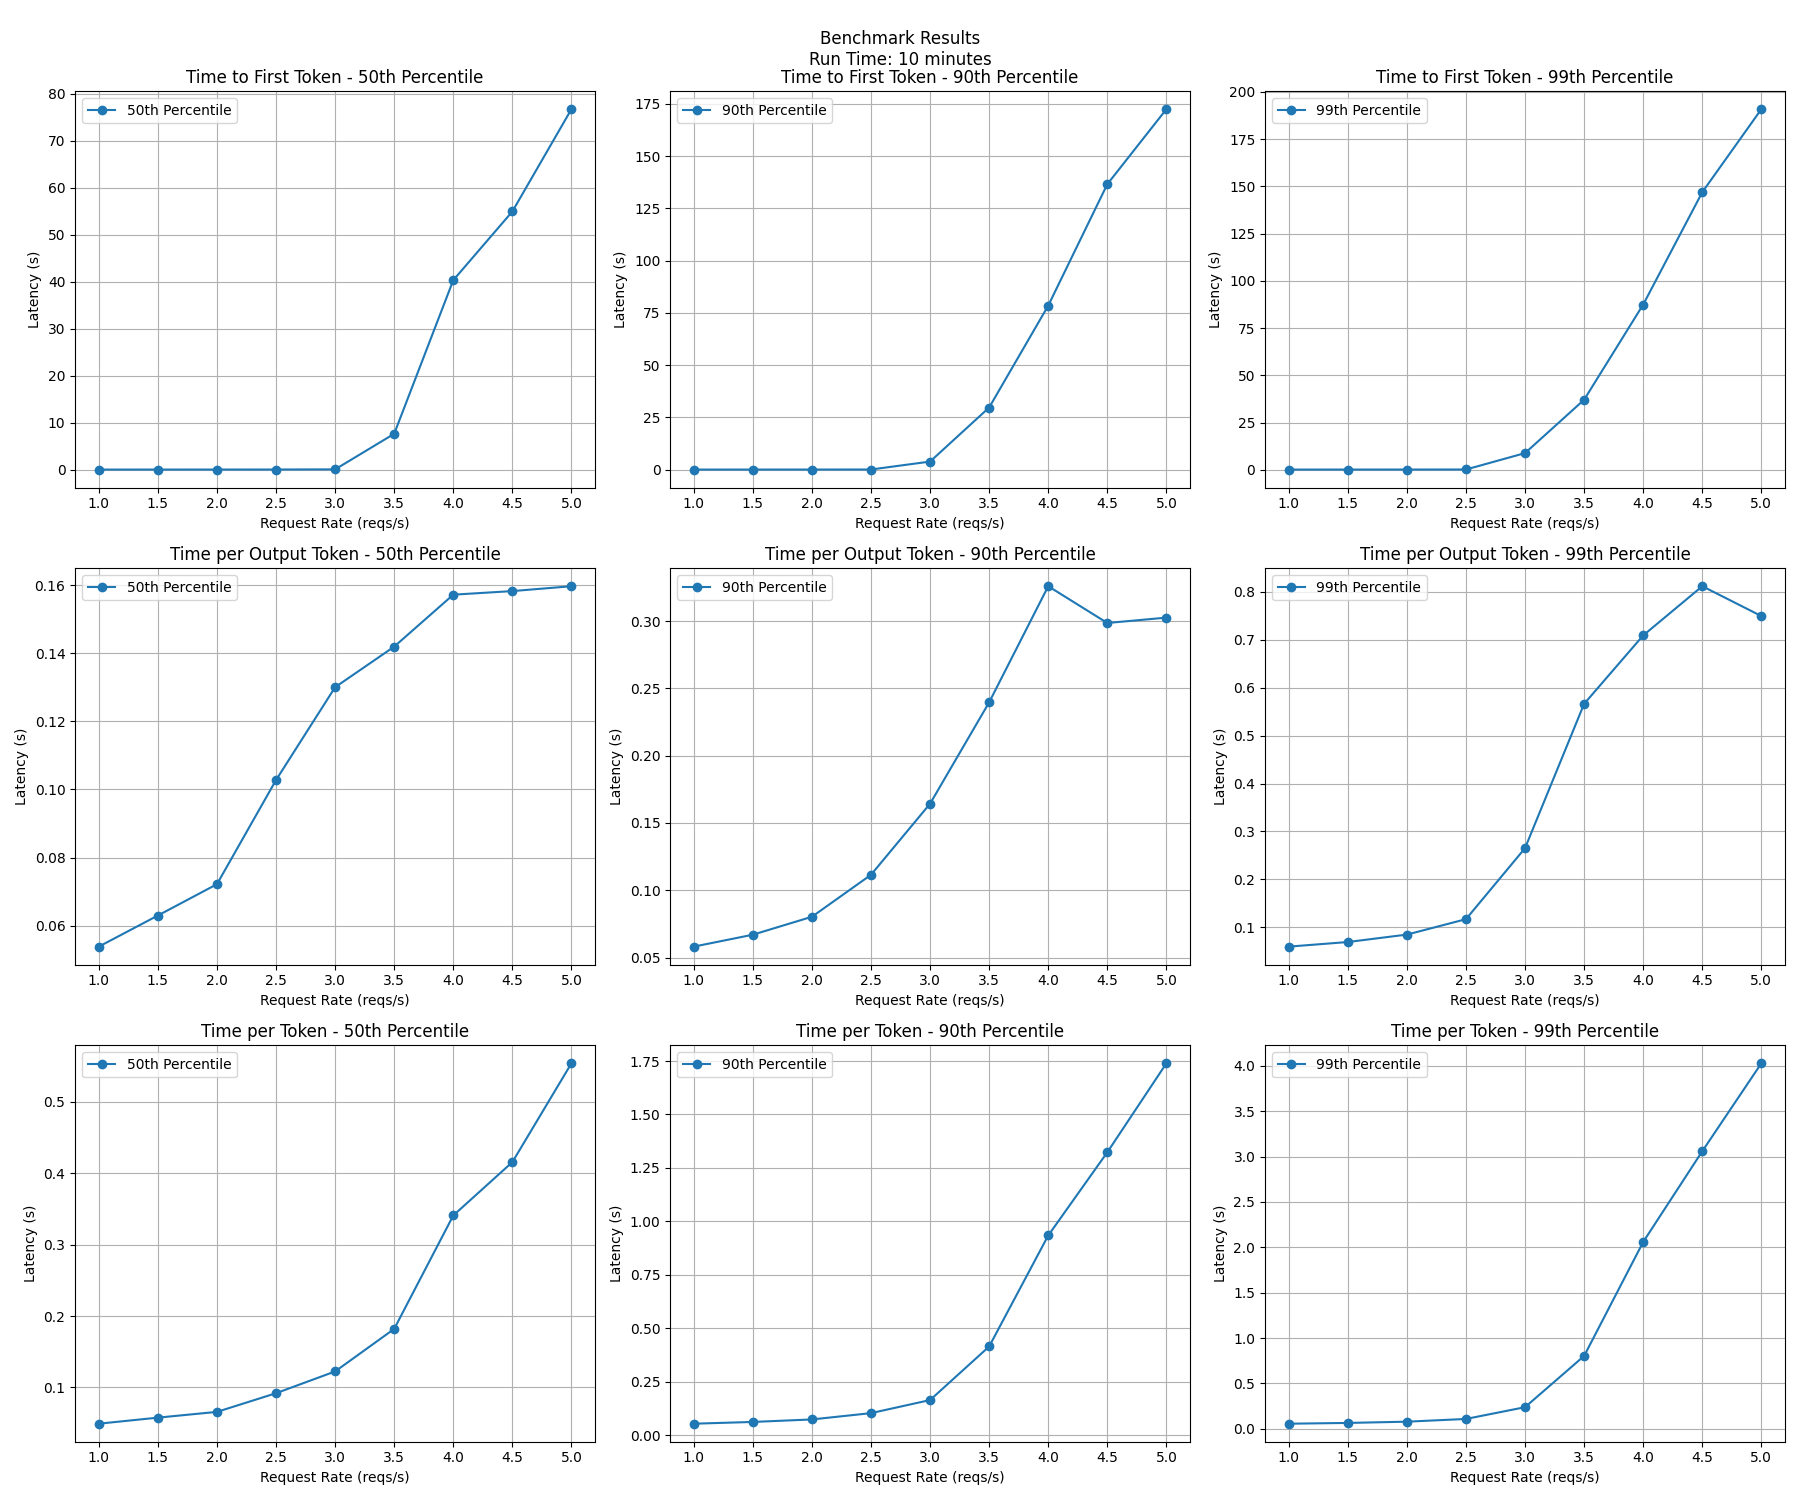 Benchmark Results
Run Time: 10 minutes
Time to First Token - 50th Percentile
50th Percentile
Latency (s)
80
70
60
50
40
30
20
10
0
1.0 1.5 2.0 2.5 3.0 3.5 4.0 4.5 5.0
Request Rate (reqs/s)
Time to First Token - 90th Percentile
90th Percentile
Latency (s)
175
150
125
100
75
50
25
0
1.0 1.5 2.0 2.5 3.0 3.5 4.0 4.5 5.0
Request Rate (reqs/s)
Time to First Token - 99th Percentile
99th Percentile
Latency (s)
200
175
150
125
100
75
50
25
0
1.0 1.5 2.0 2.5 3.0 3.5 4.0 4.5 5.0
Request Rate (reqs/s)
Time per Output Token - 50th Percentile
50th Percentile
Latency (s)
0.16
0.14
0.12
0.10
0.08
0.06
1.0 1.5 2.0 2.5 3.0 3.5 4.0 4.5 5.0
Request Rate (reqs/s)
Time per Output Token - 90th Percentile
90th Percentile
Latency (s)
0.30
0.25
0.20
0.15
0.10
0.05
1.0 1.5 2.0 2.5 3.0 3.5 4.0 4.5 5.0
Request Rate (reqs/s)
Time per Output Token - 99th Percentile
99th Percentile
Latency (s)
0.8
0.7
0.6
0.5
0.4
0.3
0.2
0.1
1.0 1.5 2.0 2.5 3.0 3.5 4.0 4.5 5.0
Request Rate (reqs/s)
Time per Token - 50th Percentile
50th Percentile
Latency (s)
0.5
0.4
0.3
0.2
0.1
1.0 1.5 2.0 2.5 3.0 3.5 4.0 4.5 5.0
Request Rate (reqs/s)
Time per Token - 90th Percentile
90th Percentile
Latency (s)
1.75
1.50
1.25
1.00
0.75
0.50
0.25
0.00
1.0 1.5 2.0 2.5 3.0 3.5 4.0 4.5 5.0
Request Rate (reqs/s)
Time per Token - 99th Percentile
99th Percentile
Latency (s)
4.0
3.5
3.0
2.5
2.0
1.5
1.0
0.5
0.0
1.0 1.5 2.0 2.5 3.0 3.5 4.0 4.5 5.0
Request Rate (reqs/s)